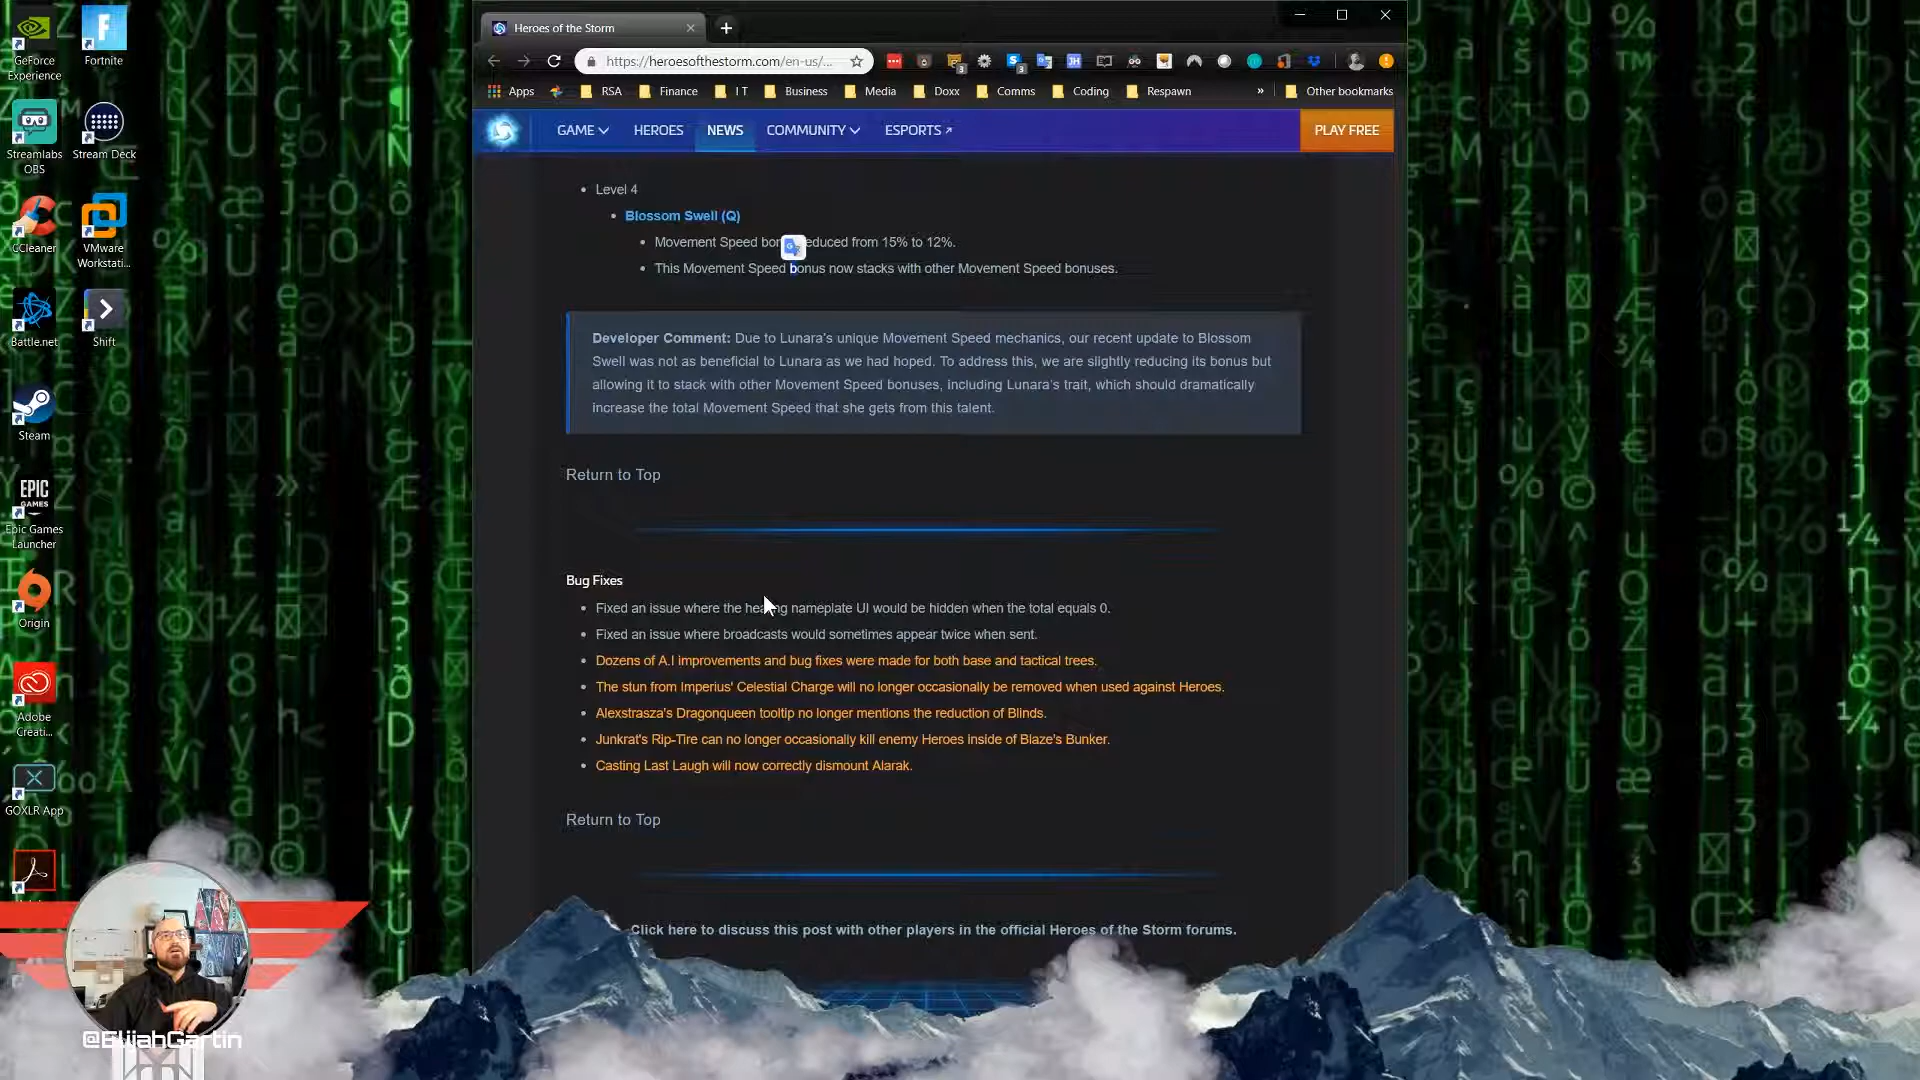 GeForce
Experience
Fortnite
Streamlabs
OBS
Stream Deck
CCleaner
VMware
Workstati...
Battle.net
Shift
Steam
EPIC
GAMES
Epic Games
Launcher
Origin
Adobe
Creati...
GOXLR App
@ElijahGartin
Heroes of the Storm
https://heroesofthestorm.com/en-us/...
Apps RSA Finance I T Business Media Doxx Comms Coding Respawn » Other bookmarks
GAME HEROES NEWS COMMUNITY ESPORTS PLAY FREE
• Level 4
• Blossom Swell (Q)
• Movement Speed educed from 15% to 12%.
• This Movement Speed bonus now stacks with other Movement Speed bonuses.
Developer Comment: Due to Lunara's unique Movement Speed mechanics, our recent update to Blossom
Swell was not as beneficial to Lunara as we had hoped. To address this, we are slightly reducing its bonus but
allowing it to stack with other Movement Speed bonuses, including Lunara's trait, which should dramatically
increase the total Movement Speed that she gets from this talent.
Return to Top
Bug Fixes
• Fixed an issue where the healing nameplate UI would be hidden when the total equals 0.
• Fixed an issue where broadcasts would sometimes appear twice when sent.
• Dozens of A.I improvements and bug fixes were made for both base and tactical trees.
• The stun from Imperius' Celestial Charge will no longer occasionally be removed when used against Heroes.
• Alexstrasza's Dragonqueen tooltip no longer mentions the reduction of Blinds.
• Junkrat's Rip-Tire can no longer occasionally kill enemy Heroes inside of Blaze's Bunker.
• Casting Last Laugh will now correctly dismount Alarak.
Return to Top
Click here to discuss this post with other players in the official Heroes of the Storm forums.